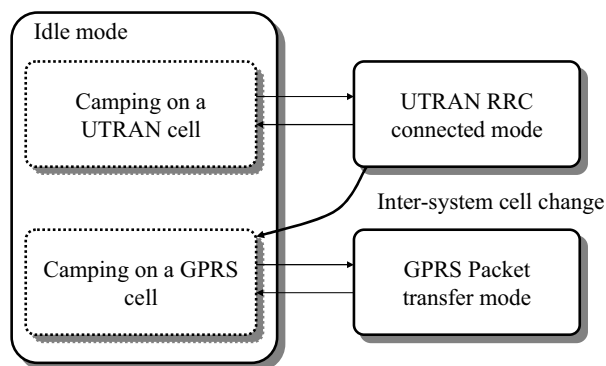 Idle mode
Camping on a
UTRAN cell
UTRAN RRC
connected mode
Inter-system cell change
Camping on a GPRS
cell
GPRS Packet
transfer mode